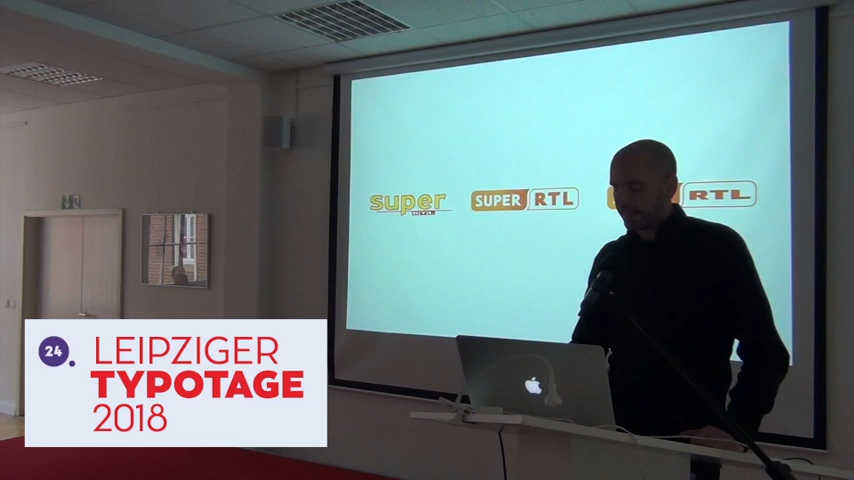 super
RTL
SUPER RTL
RTL
24.
LEIPZIGER
TYPOTAGE
2018